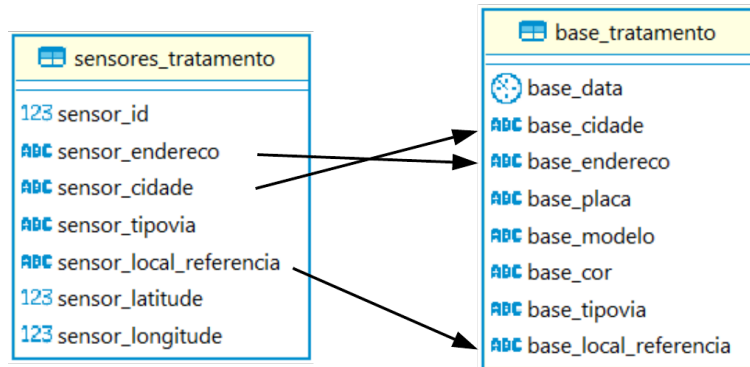 sensores_tratamento
123 sensor_id
ABC sensor_endereco
ABC sensor_cidade
ABC sensor_tipovia
ABC sensor_local_referencia
123 sensor_latitude
123 sensor_longitude
base_tratamento
base_data
ABC base_cidade
ABC base_endereco
ABC base_placa
ABC base_modelo
ABC base_cor
ABC base_tipovia
ABC base_local_referencia